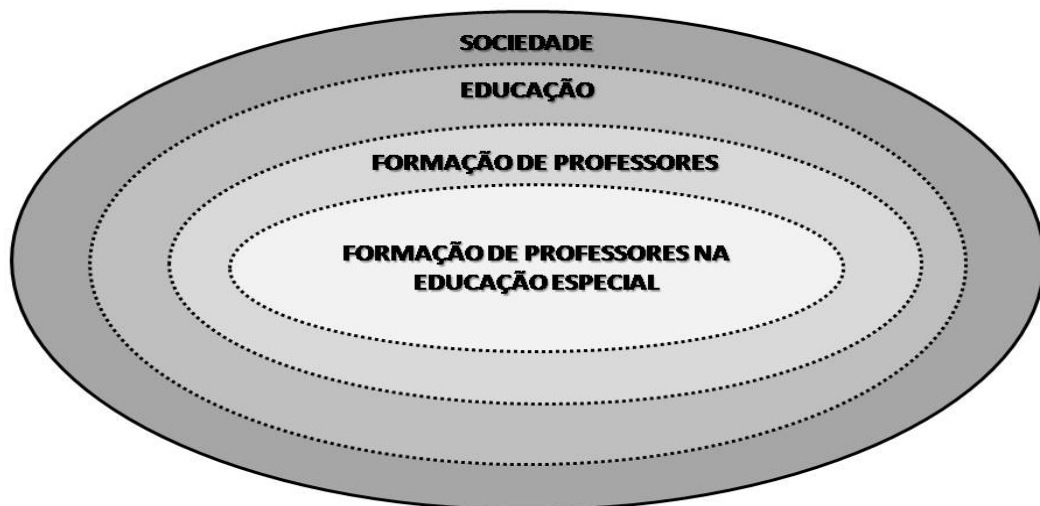 SOCIEDADE
EDUCAÇÃO
FORMAÇÃO DE PROFESSORES
FORMAÇÃO DE PROFESSORES NA
EDUCAÇÃO ESPECIAL